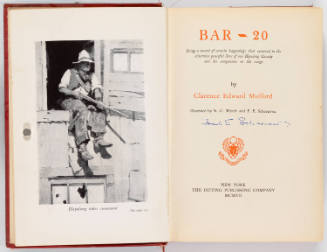 BAR - 20
Being a record of certain happenings that occurred in the
otherwise peaceful lives of one Hopalong Cassidy
and his companions on the range
by
Clarence Edward Mulford
Illustrated by N. C. Wyeth and F. E. Schoonover
Hopalong takes command
NEW YORK
THE OUTING PUBLISHING COMPANY
MCMVII